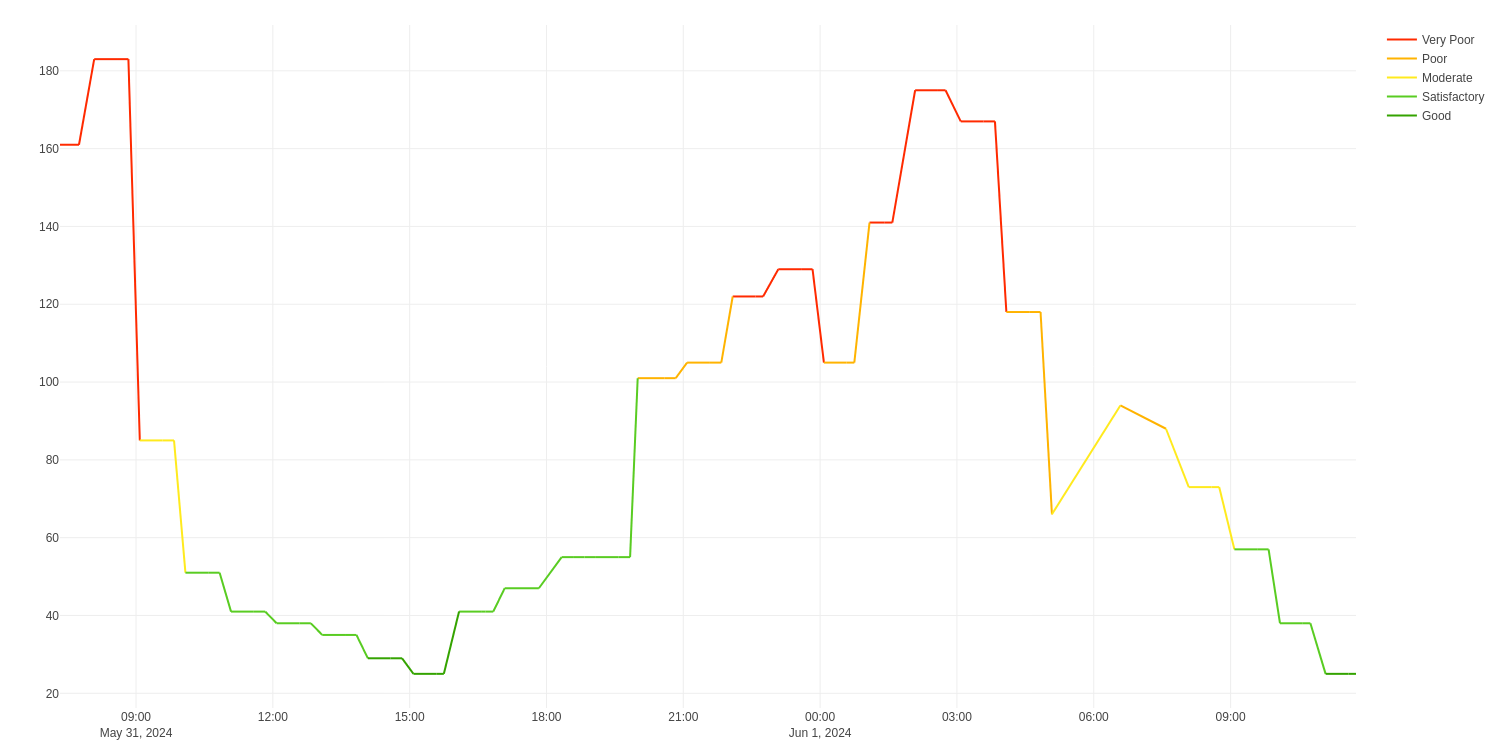 180
160
140
120
100
80
60
40
20
09:00
May 31, 2024
12:00
15:00
18:00
21:00
00:00
Jun 1, 2024
03:00
06:00
09:00
Very Poor
Poor
Moderate
Satisfactory
Good